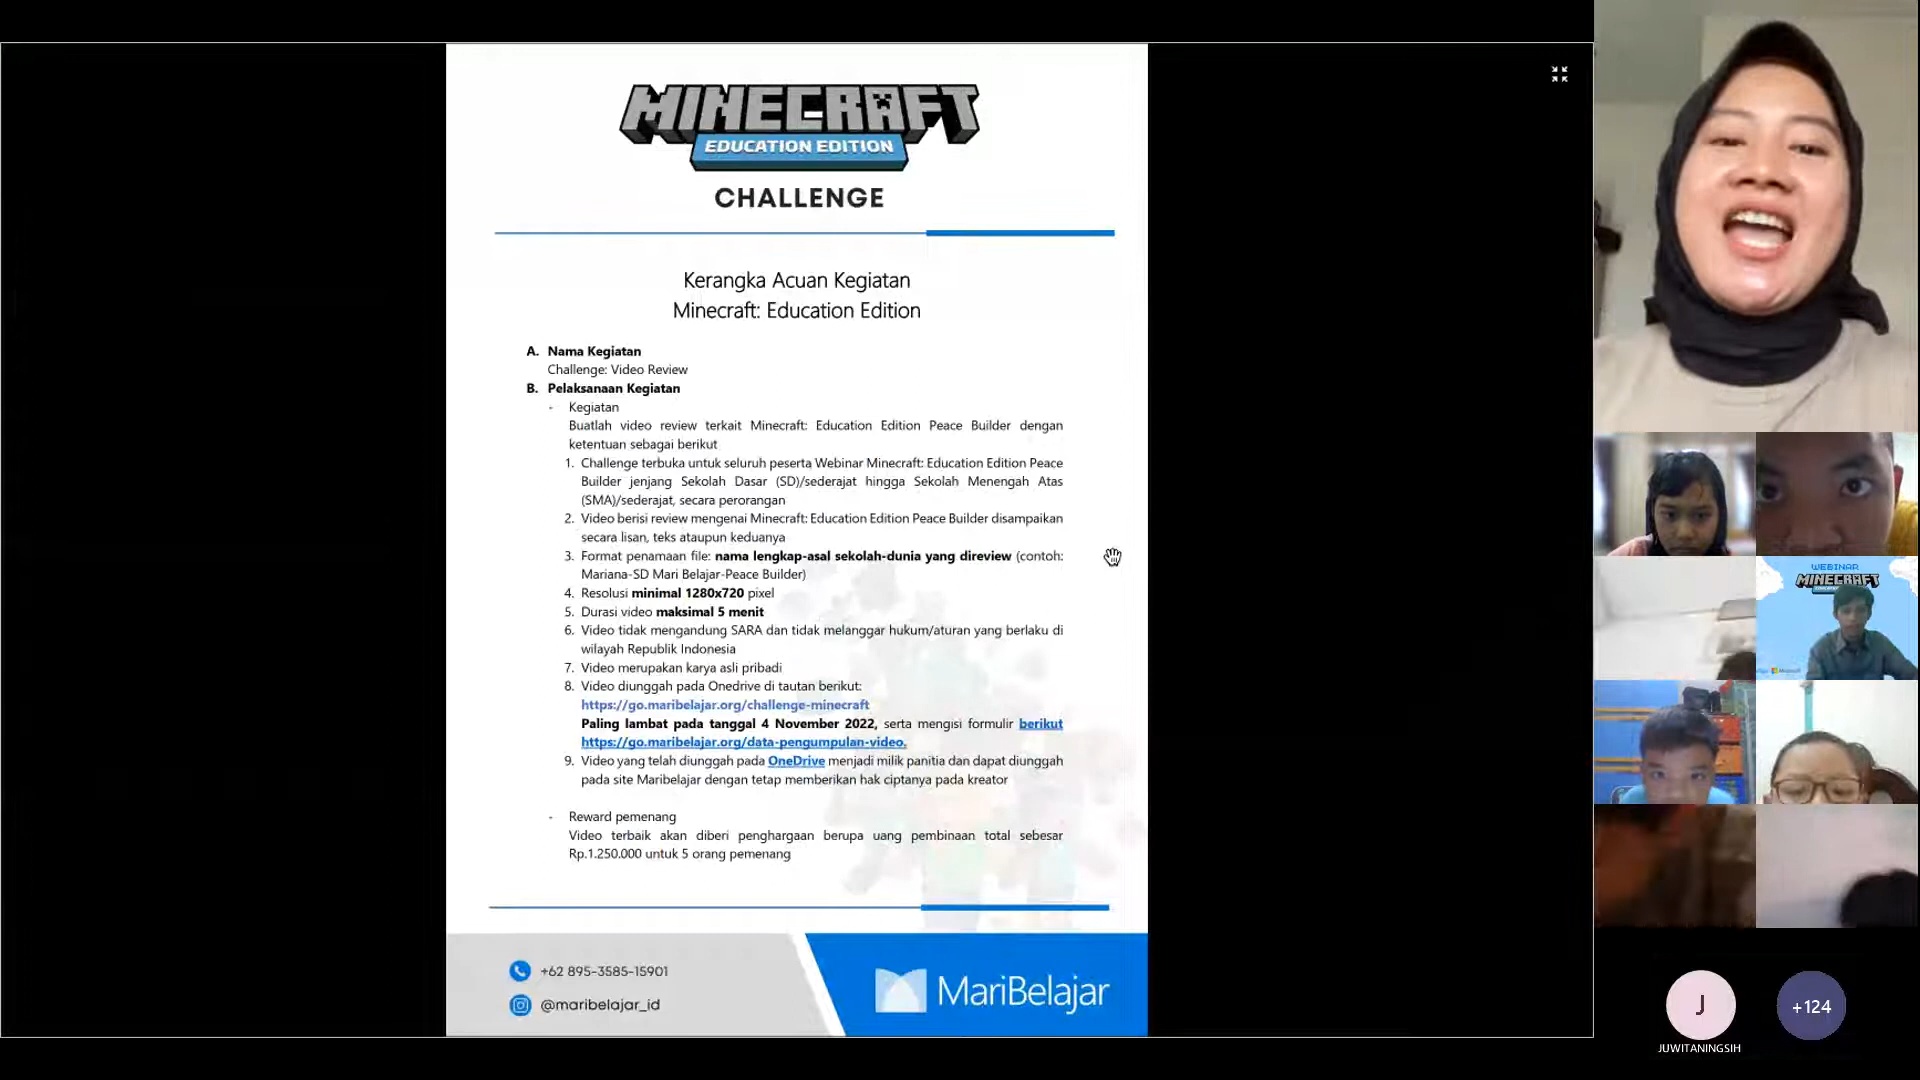 MINECRAFT
EDUCATION EDITION
CHALLENGE
Kerangka Acuan Kegiatan
Minecraft: Education Edition
A. Nama Kegiatan
Challenge: Video Review
B. Pelaksanaan Kegiatan
- Kegiatan
Buatlah video review terkait Minecraft: Education Edition Peace Builder dengan
ketentuan sebagai berikut
1. Challenge terbuka untuk seluruh peserta Webinar Minecraft: Education Edition Peace
Builder jenjang Sekolah Dasar (SD)/sederajat hingga Sekolah Menengah Atas
(SMA)/sederajat, secara perorangan
2. Video berisi review mengenai Minecraft: Education Edition Peace Builder disampaikan
secara lisan, teks ataupun keduanya
3. Format penamaan file: nama lengkap-asal sekolah-dunia yang direview (contoh:
Mariana-SD Mari Belajar-Peace Builder)
4. Resolusi minimal 1280x720 pixel
5. Durasi video maksimal 5 menit
6. Video tidak mengandung SARA dan tidak melanggar hukum/aturan yang berlaku di
wilayah Republik Indonesia
7. Video merupakan karya asli pribadi
8. Video diunggah pada Onedrive di tautan berikut:
https://go.maribelajar.org/challenge-minecraft
Paling lambat pada tanggal 4 November 2022, serta mengisi formulir berikut
https://go.maribelajar.org/data-pengumpulan-video.
9. Video yang telah diunggah pada OneDrive menjadi milik panitia dan dapat diunggah
pada site Maribelajar dengan tetap memberikan hak ciptanya pada kreator
- Reward pemenang
Video terbaik akan diberi penghargaan berupa uang pembinaan total sebesar
Rp.1.250.000 untuk 5 orang pemenang
+62 895-3585-15901
@maribelajar_id
MariBelajar
WEBINAR
MINECRAFT
J
+124
JUWITANINGSIH